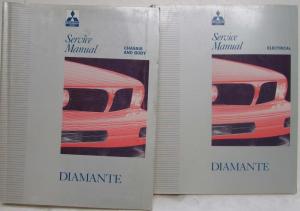 Service
Manual
CHASSIS
AND BODY
DIAMANTE
Service
Manual
ELECTRICAL
DIAMANTE